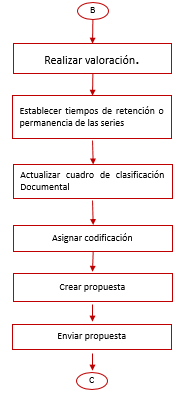 B
Realizar valoración.
Establecer tiempos de retención o
permanencia de las series
Actualizar cuadro de clasificación
Documental
Asignar codificación
Crear propuesta
Enviar propuesta
C